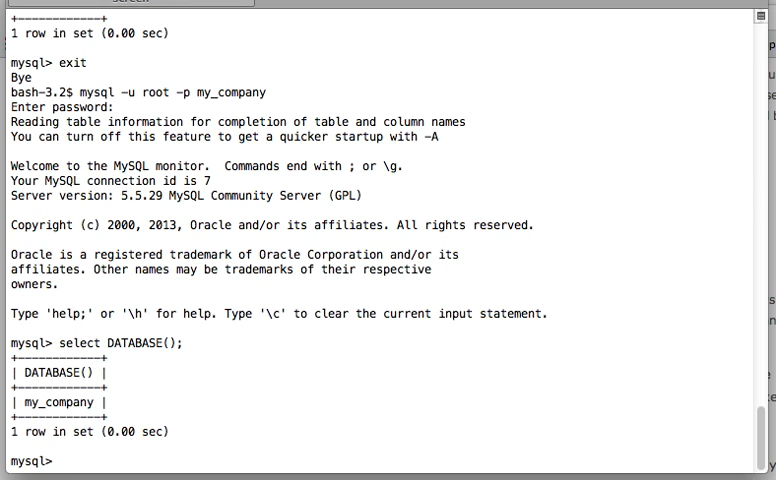 +------------+
1 row in set (0.00 sec)
mysql> exit
Bye
bash-3.2$ mysql -u root -p my_company
Enter password:
Reading table information for completion of table and column names
You can turn off this feature to get a quicker startup with -A
Welcome to the MySQL monitor.  Commands end with ; or \g.
Your MySQL connection id is 7
Server version: 5.5.29 MySQL Community Server (GPL)
Copyright (c) 2000, 2013, Oracle and/or its affiliates. All rights reserved.
Oracle is a registered trademark of Oracle Corporation and/or its
affiliates. Other names may be trademarks of their respective
owners.
Type 'help;' or '\h' for help. Type '\c' to clear the current input statement.
mysql> select DATABASE();
+------------+
| DATABASE() |
+------------+
| my_company |
+------------+
1 row in set (0.00 sec)
mysql>